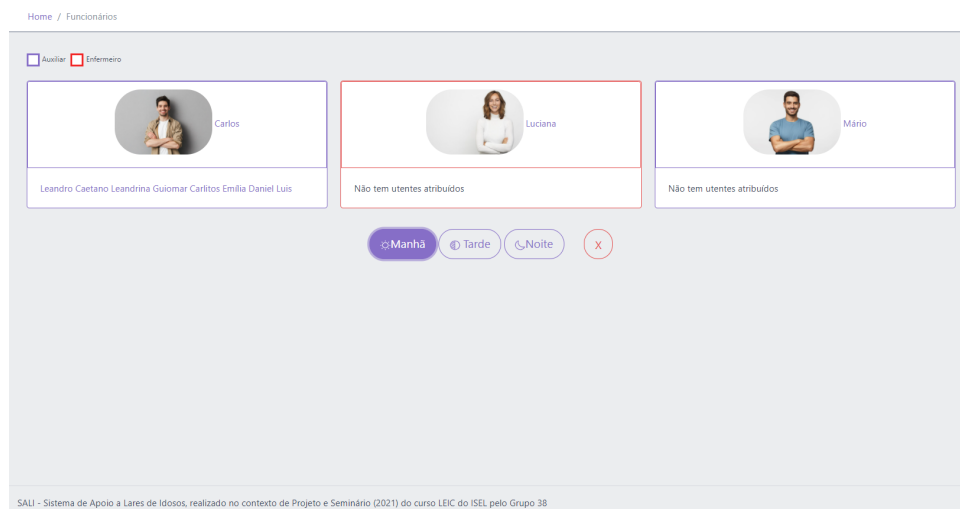 Home / Funcionários
Auxiliar Enfermeiro
Carlos
Luciana
Mário
Leandro Caetano Leandrina Guiomar Carlitos Emília Daniel Luis
Não tem utentes atribuídos
Não tem utentes atribuídos
Manhã Tarde Noite X
SALI - Sistema de Apoio a Lares de Idosos, realizado no contexto de Projeto e Seminário (2021) do curso LEIC do ISEL pelo Grupo 38